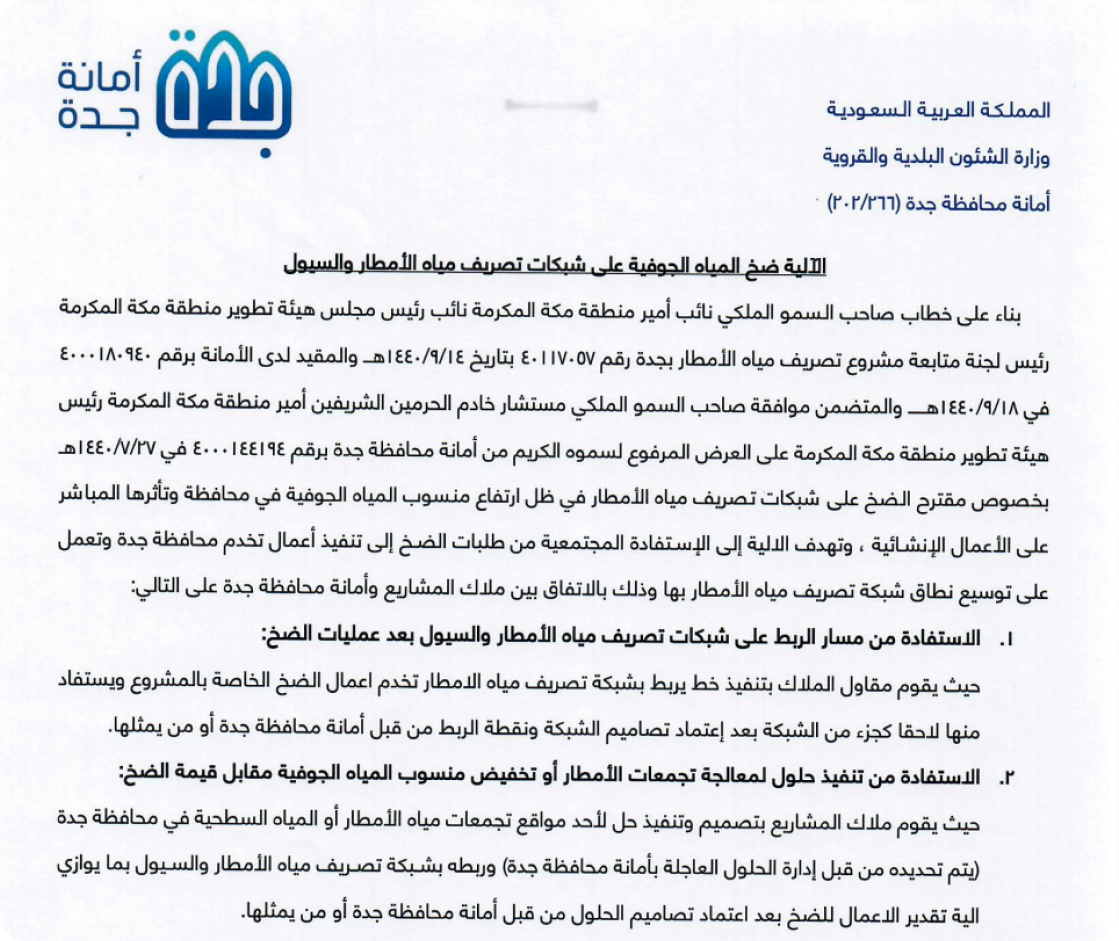 أمانة
جدة
جدة
المملكة العربية السعودية
وزارة الشئون البلدية والقروية
أمانة محافظة جدة (٢٠٢/٢٦٦)
الآلية ضخ المياه الجوفية على شبكات تصريف مياه الأمطار والسيول
بناء على خطاب صاحب السمو الملكي نائب أمير منطقة مكة المكرمة نائب رئيس مجلس هيئة تطوير منطقة مكة المكرمة
رئيس لجنة متابعة مشروع تصريف مياه الأمطار بجدة رقم ٤٠١١٧٠٥٧ بتاريخ ١٤٤٠/٩/١٤هـ والمقيد لدى الأمانة برقم ٤٠٠٠١٨٠٩٤٠
في ١٤٤٠/٩/١٨هـ والمتضمن موافقة صاحب السمو الملكي مستشار خادم الحرمين الشريفين أمير منطقة مكة المكرمة رئيس
هيئة تطوير منطقة مكة المكرمة على العرض المرفوع لسموه الكريم من أمانة محافظة جدة برقم ٤٠٠٠١٤٤١٩٤ في ١٤٤٠/٧/٢٧هـ
بخصوص مقترح الضخ على شبكات تصريف مياه الأمطار في ظل ارتفاع منسوب المياه الجوفية في محافظة وتأثرها المباشر
على الأعمال الإنشائية ، وتهدف الالية إلى الإستفادة المجتمعية من طلبات الضخ إلى تنفيذ أعمال تخدم محافظة جدة وتعمل
على توسيع نطاق شبكة تصريف مياه الأمطار بها وذلك بالاتفاق بين ملاك المشاريع وأمانة محافظة جدة على التالي:
١. الاستفادة من مسار الربط على شبكات تصريف مياه الأمطار والسيول بعد عمليات الضخ:
حيث يقوم مقاول الملاك بتنفيذ خط يربط بشبكة تصريف مياه الامطار تخدم اعمال الضخ الخاصة بالمشروع ويستفاد
منها لاحقا كجزء من الشبكة بعد إعتماد تصاميم الشبكة ونقطة الربط من قبل أمانة محافظة جدة أو من يمثلها.
٢. الاستفادة من تنفيذ حلول لمعالجة تجمعات الأمطار أو تخفيض منسوب المياه الجوفية مقابل قيمة الضخ:
حيث يقوم ملاك المشاريع بتصميم وتنفيذ حل لأحد مواقع تجمعات مياه الأمطار أو المياه السطحية في محافظة جدة
(يتم تحديده من قبل إدارة الحلول العاجلة بأمانة محافظة جدة) وربطه بشبكة تصريف مياه الأمطار والسيول بما يوازي
الية تقدير الاعمال للضخ بعد اعتماد تصاميم الحلول من قبل أمانة محافظة جدة أو من يمثلها.